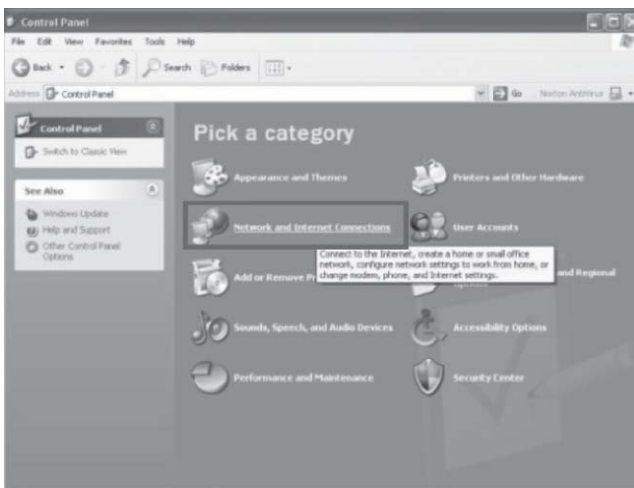 Control Panel
File Edit View Favorites Tools Help
Back Search Folders
Address Control Panel Go Norton AntiVirus
Control Panel
Switch to Classic View
See Also
Windows Update
Help and Support
Other Control Panel
Options
Pick a category
Appearance and Themes
Printers and Other Hardware
Network and Internet Connections
User Accounts
Connect to the Internet, create a home or small office
network, configure network settings to work from home, or
change modem, phone, and Internet settings.
Add or Remove
and Regional
Sounds, Speech, and Audio Devices
Accessibility Options
Performance and Maintenance
Security Center